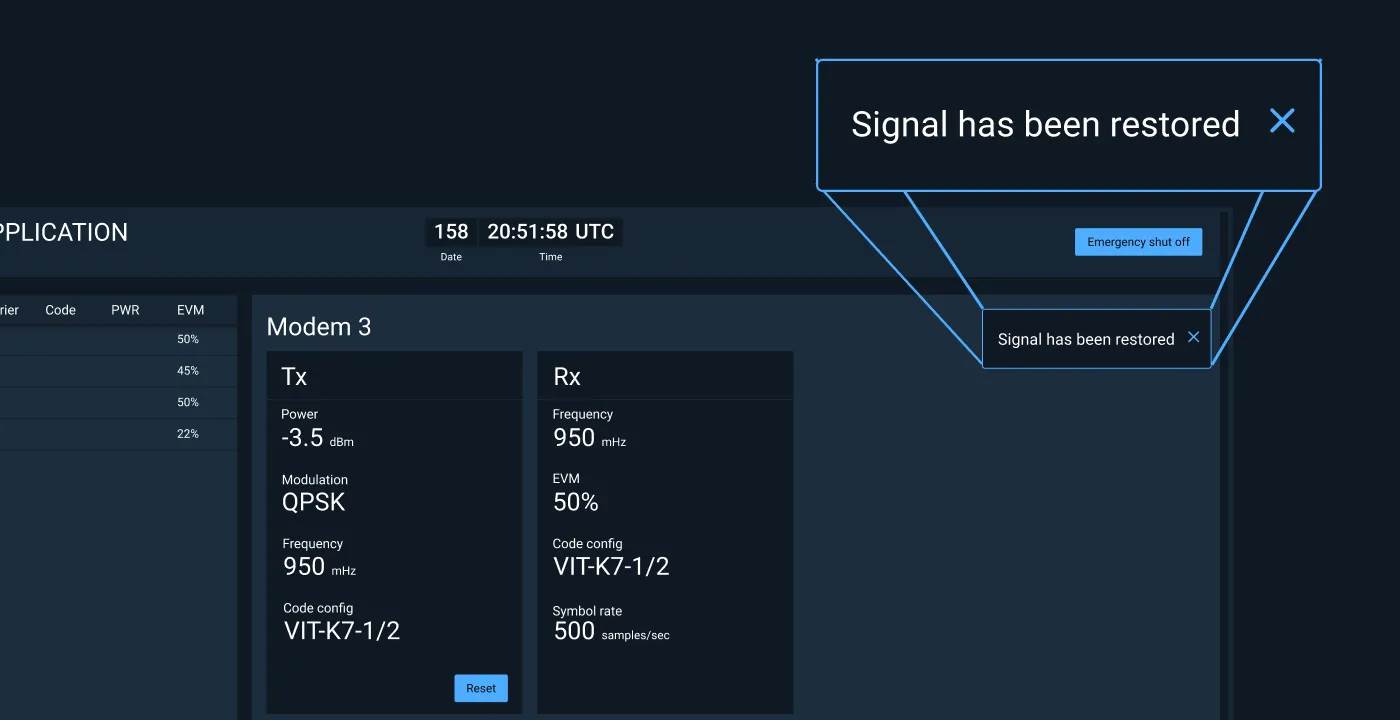 Signal has been restored
PPLICATION
158 20:51:58 UTC
Date Time
Emergency shut off
rier Code PWR EVM
50%
45%
50%
22%
Modem 3
Signal has been restored
Tx
Power
-3.5 dBm
Modulation
QPSK
Frequency
950 mHz
Code config
VIT-K7-1/2
Reset
Rx
Frequency
950 mHz
EVM
50%
Code config
VIT-K7-1/2
Symbol rate
500 samples/sec